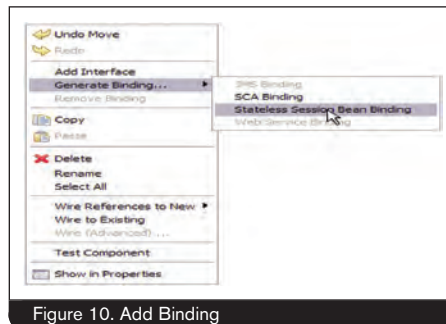 Undo Move
Redo
Add Interface
Generate Binding...
Remove Binding
Copy
Paste
Delete
Rename
Select All
Wire References to New
Wire to Existing
Wire (Advanced)...
Test Component
Show in Properties
JMS Binding
SCA Binding
Stateless Session Bean Binding
Web Service Binding
Figure 10. Add Binding